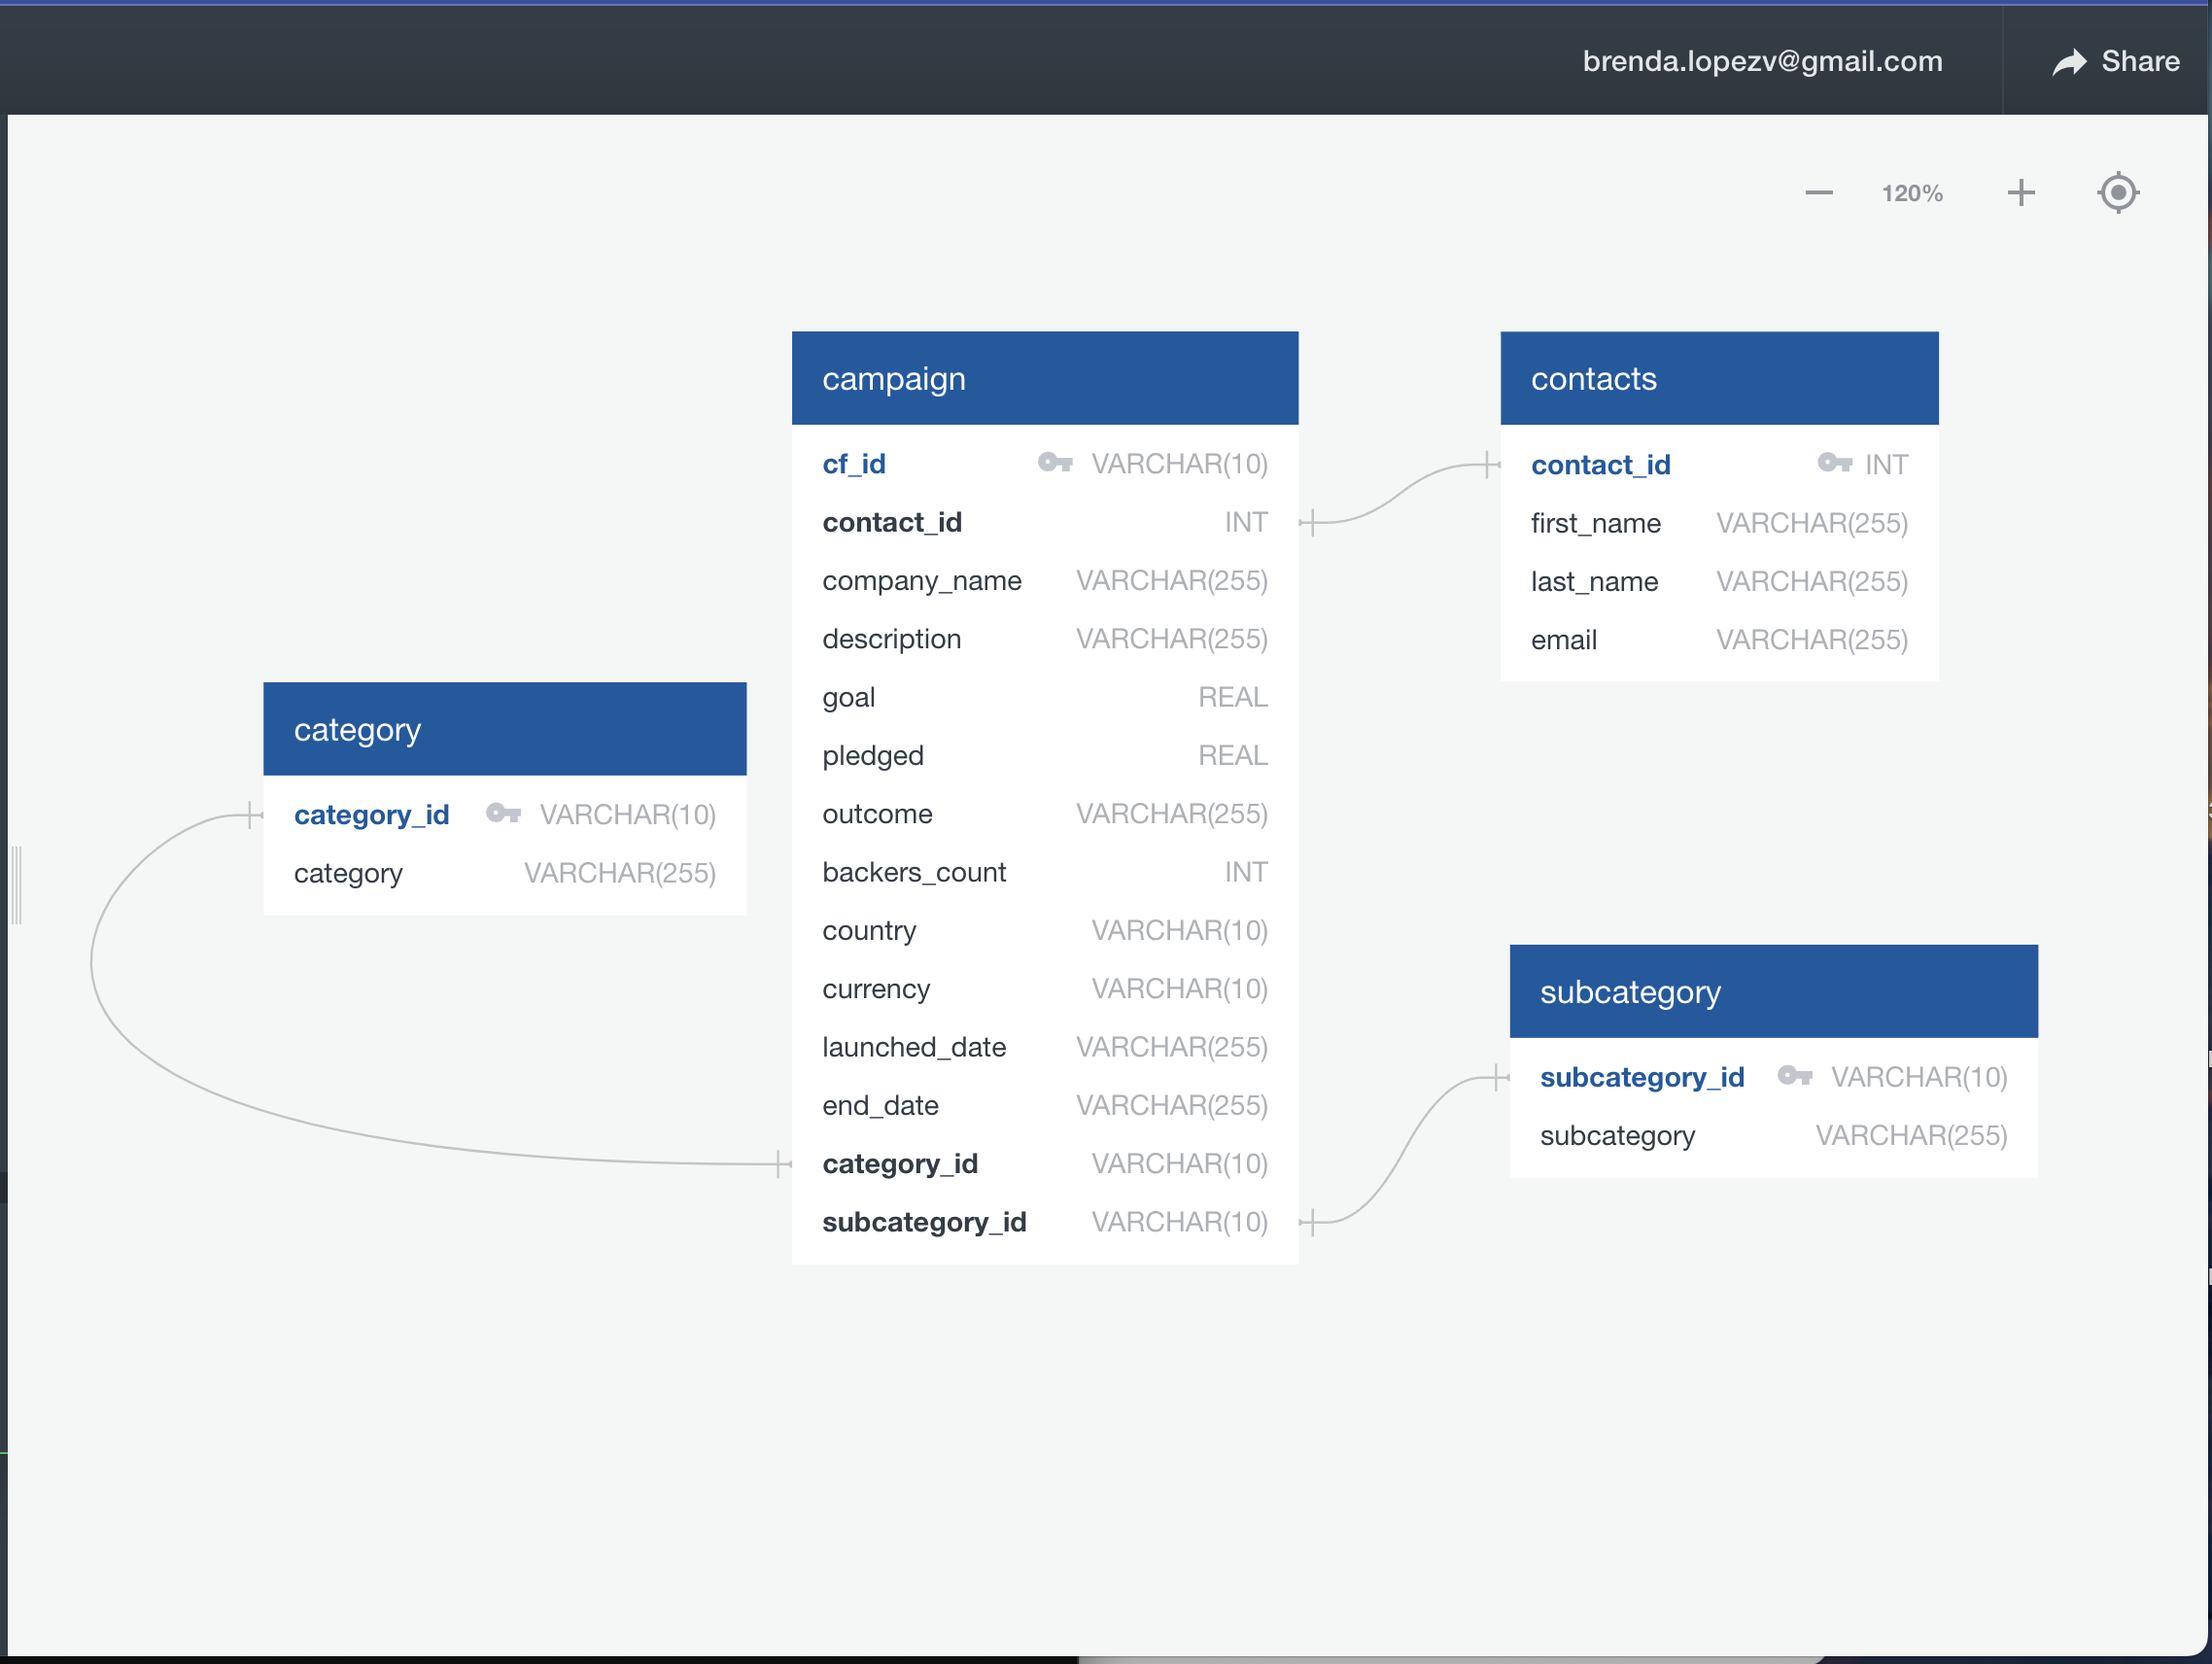 brenda.lopezv@gmail.com Share
120%
campaign
cf_id VARCHAR(10)
contact_id INT
company_name VARCHAR(255)
description VARCHAR(255)
goal REAL
pledged REAL
outcome VARCHAR(255)
backers_count INT
country VARCHAR(10)
currency VARCHAR(10)
launched_date VARCHAR(255)
end_date VARCHAR(255)
category_id VARCHAR(10)
subcategory_id VARCHAR(10)
contacts
contact_id INT
first_name VARCHAR(255)
last_name VARCHAR(255)
email VARCHAR(255)
category
category_id VARCHAR(10)
category VARCHAR(255)
subcategory
subcategory_id VARCHAR(10)
subcategory VARCHAR(255)